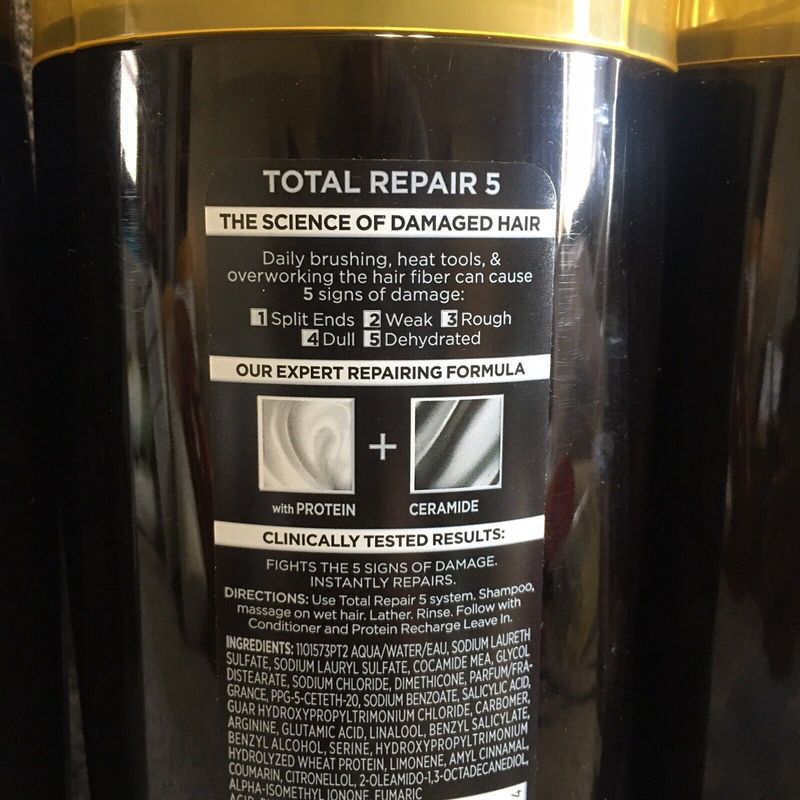 TOTAL REPAIR 5
THE SCIENCE OF DAMAGED HAIR
Daily brushing, heat tools, &
overworking the hair fiber can cause
5 signs of damage:
1 Split Ends 2 Weak 3 Rough
4 Dull 5 Dehydrated
OUR EXPERT REPAIRING FORMULA
+
with PROTEIN CERAMIDE
CLINICALLY TESTED RESULTS:
FIGHTS THE 5 SIGNS OF DAMAGE.
INSTANTLY REPAIRS.
DIRECTIONS: Use Total Repair 5 system. Shampoo,
massage on wet hair. Lather. Rinse. Follow with
Conditioner and Protein Recharge Leave In.
INGREDIENTS: 1101573PT2 AQUA/WATER/EAU, SODIUM LAURETH
SULFATE, SODIUM LAURYL SULFATE, COCAMIDE MEA, GLYCOL
DISTEARATE, SODIUM CHLORIDE, DIMETHICONE, PARFUM/FRA-
GRANCE, PPG-5-CETETH-20, SODIUM BENZOATE, SALICYLIC ACID,
GUAR HYDROXYPROPYLTRIMONIUM CHLORIDE, CARBOMER,
ARGININE, GLUTAMIC ACID, LINALOOL, BENZYL SALICYLATE,
BENZYL ALCOHOL, SERINE, HYDROXYPROPYLTRIMONIUM
HYDROLYZED WHEAT PROTEIN, LIMONENE, AMYL CINNAMAL,
COUMARIN, CITRONELLOL, 2-OLEAMIDO-1,3-OCTADECANEDIOL,
ALPHA-ISOMETHYL IONONE, FUMARIC